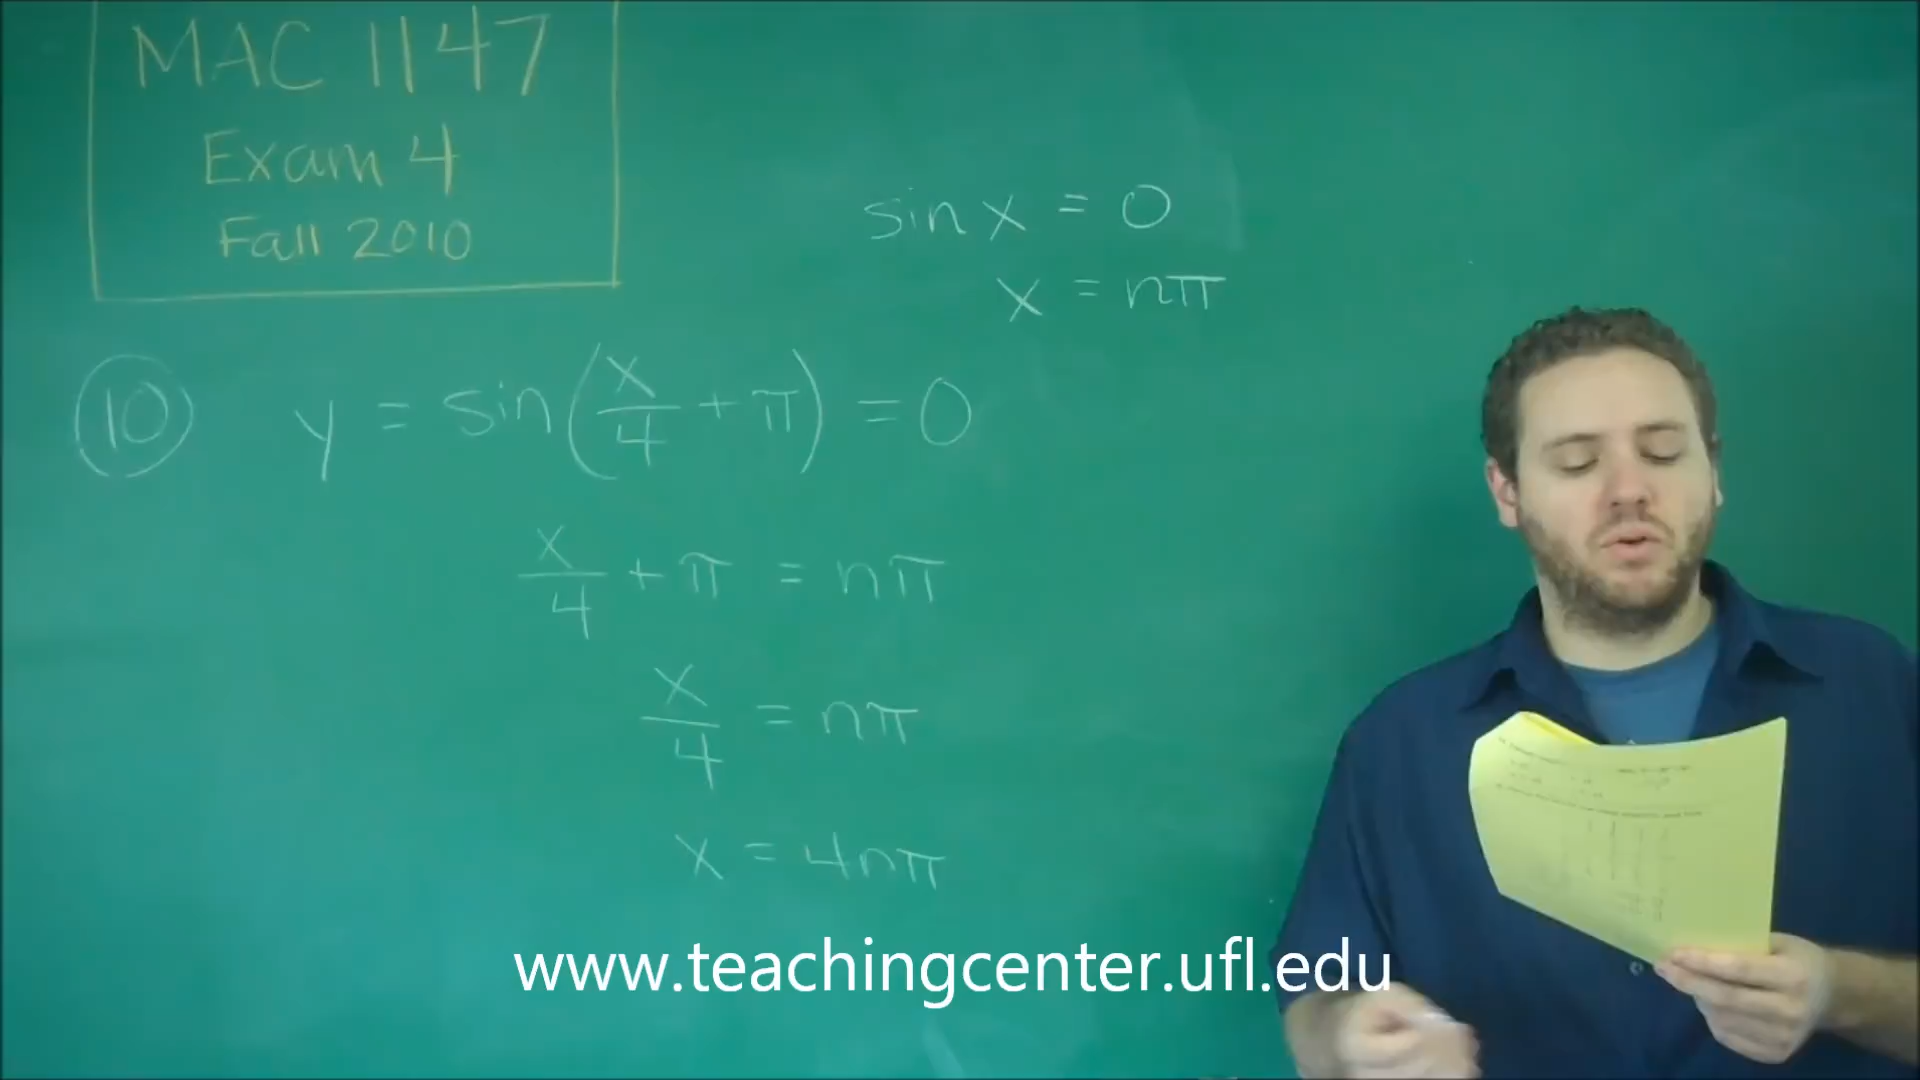 MAC 1147
Exam 4
Fall 2010
sin x = 0
x = nπ
10 y = sin(x/4 + π) = 0
x/4 + π = nπ
x/4 = nπ
x = 4nπ
www.teachingcenter.ufl.edu